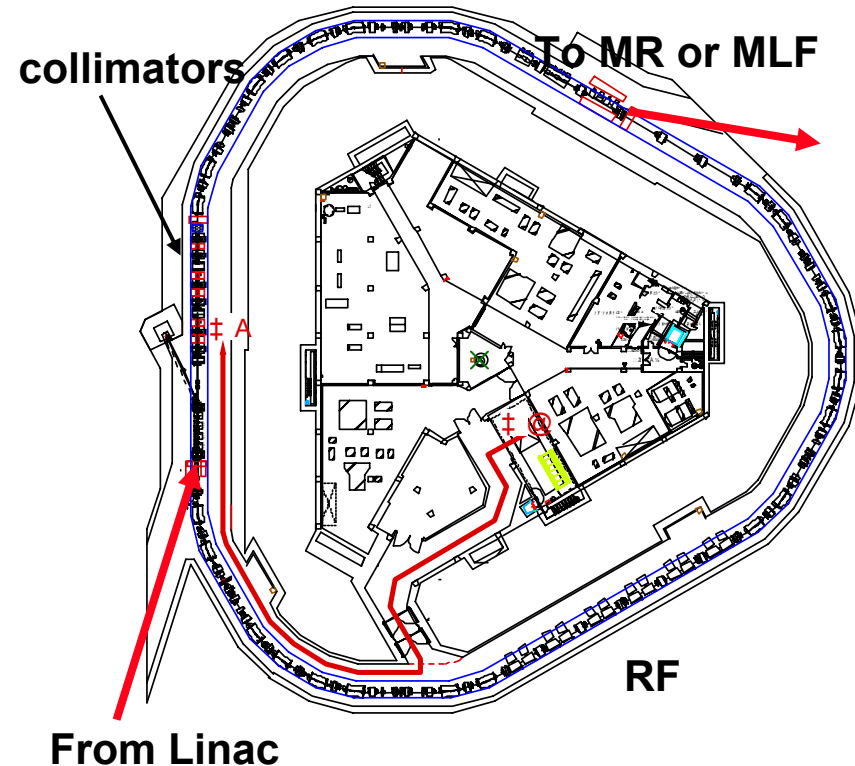 To MR or MLF
collimators
‡ A
‡ @
RF
From Linac